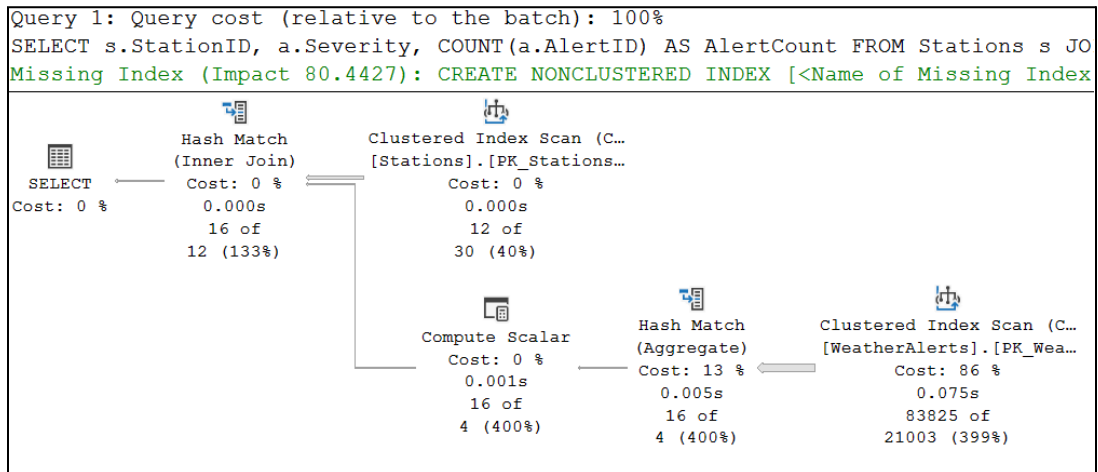 Query 1: Query cost (relative to the batch): 100%
SELECT s.StationID, a.Severity, COUNT(a.AlertID) AS AlertCount FROM Stations s JO
Missing Index (Impact 80.4427): CREATE NONCLUSTERED INDEX [<Name of Missing Index
SELECT
Cost: 0 %
Hash Match
(Inner Join)
Cost: 0 %
0.000s
16 of
12 (133%)
Clustered Index Scan (C…
[Stations].[PK_Stations…
Cost: 0 %
0.000s
12 of
30 (40%)
Compute Scalar
Cost: 0 %
0.001s
16 of
4 (400%)
Hash Match
(Aggregate)
Cost: 13 %
0.005s
16 of
4 (400%)
Clustered Index Scan (C…
[WeatherAlerts].[PK_Wea…
Cost: 86 %
0.075s
83825 of
21003 (399%)